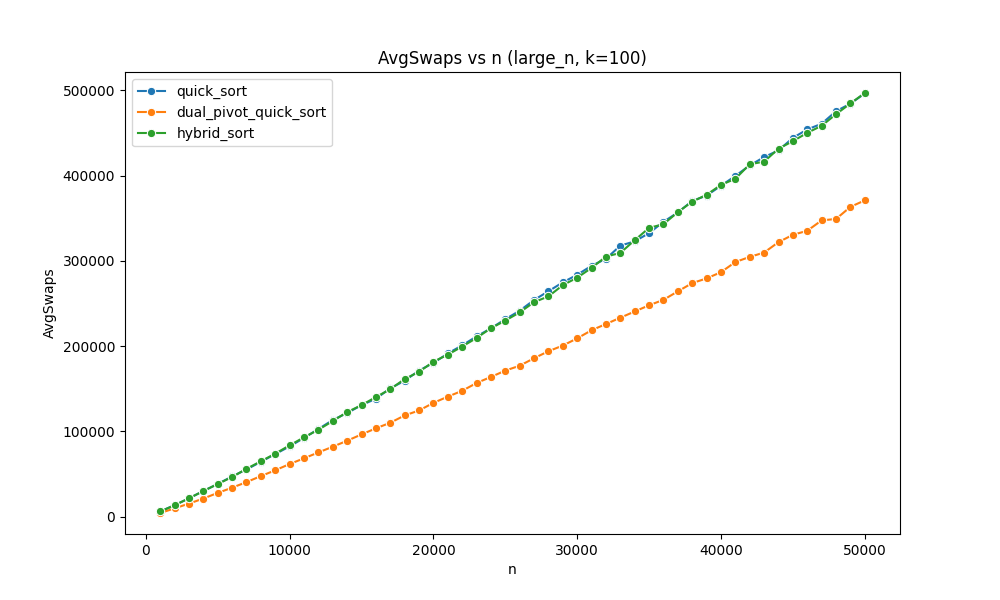 AvgSwaps vs n (large_n, k=100)
quick_sort
dual_pivot_quick_sort
hybrid_sort
AvgSwaps
500000
400000
300000
200000
100000
0
0 10000 20000 30000 40000 50000
n